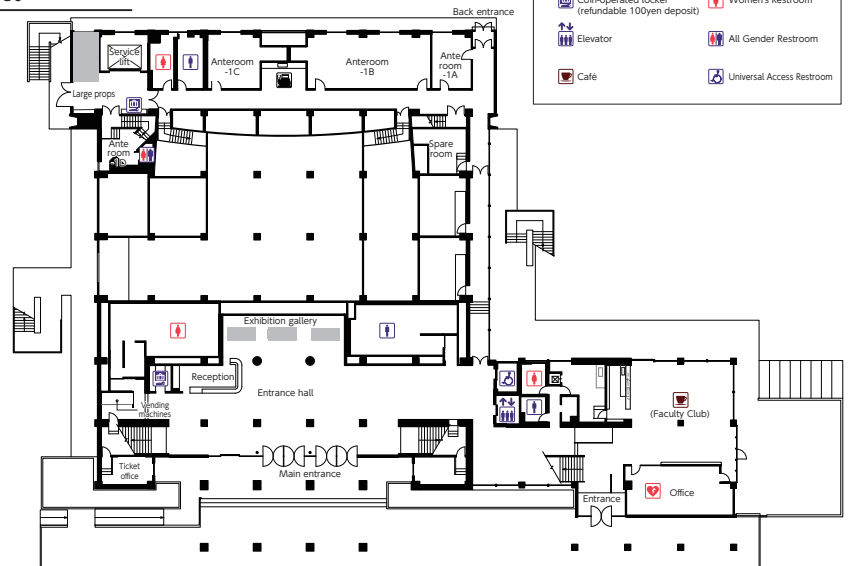 Back entrance
Coin-operated locker
(refundable 100yen deposit)
Women's Restroom
Elevator
All Gender Restroom
Café
Universal Access Restroom
Service
lift
Anteroom
-1C
Anteroom
-1B
Ante
room
-1A
Large props
Ante
room
Spare
room
Exhibition gallery
Reception
Entrance hall
Vending
machines
(Faculty Club)
Ticket
office
Main entrance
Entrance
Office